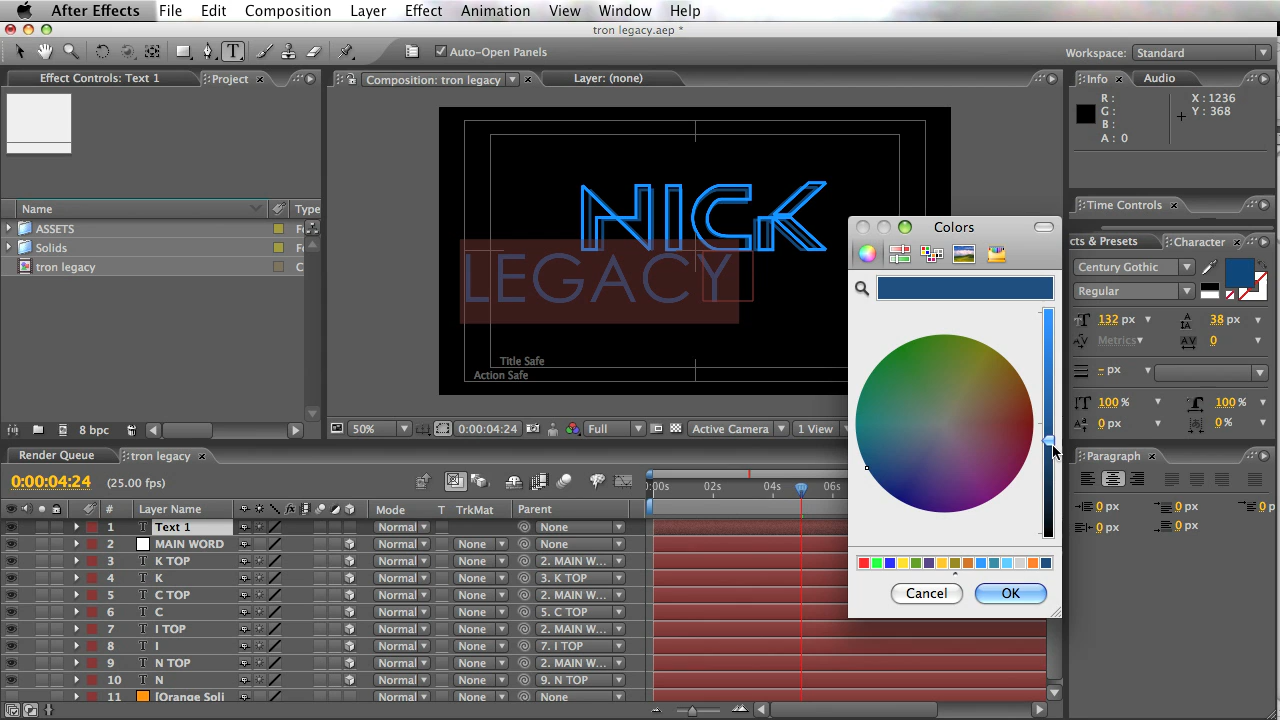 After Effects File Edit Composition Layer Effect Animation View Window Help
tron legacy.aep *
T Auto-Open Panels Workspace: Standard
Effect Controls: Text 1 Project Composition: tron legacy Layer: (none) Info Audio
R : X : 1236
G : Y : 368
B :
A : 0
NICK
LEGACY
Title Safe
Action Safe
Name Type
ASSETS
Solids
tron legacy
8 bpc
50% 0:00:04:24 Full Active Camera 1 View
Colors
Cancel OK
Time Controls
cts & Presets Character
Century Gothic
Regular
132 px 38 px
Metrics 0
- px
100 % 100 %
0 px 0 %
Paragraph
0 px 0 px 0 p
0 px 0 px
Render Queue tron legacy
0:00:04:24 (25.00 fps)
:00s 02s 04s 06s
# Layer Name Mode T TrkMat Parent
1 T Text 1 Normal None
2 MAIN WORD Normal None None
3 T K TOP Normal None 2. MAIN W...
4 T K Normal None 3. K TOP
5 T C TOP Normal None 2. MAIN W...
6 T C Normal None 5. C TOP
7 T I TOP Normal None 2. MAIN W...
8 T I Normal None 7. I TOP
9 T N TOP Normal None 2. MAIN W...
10 T N Normal None 9. N TOP
11 [Orange Soli Normal None None